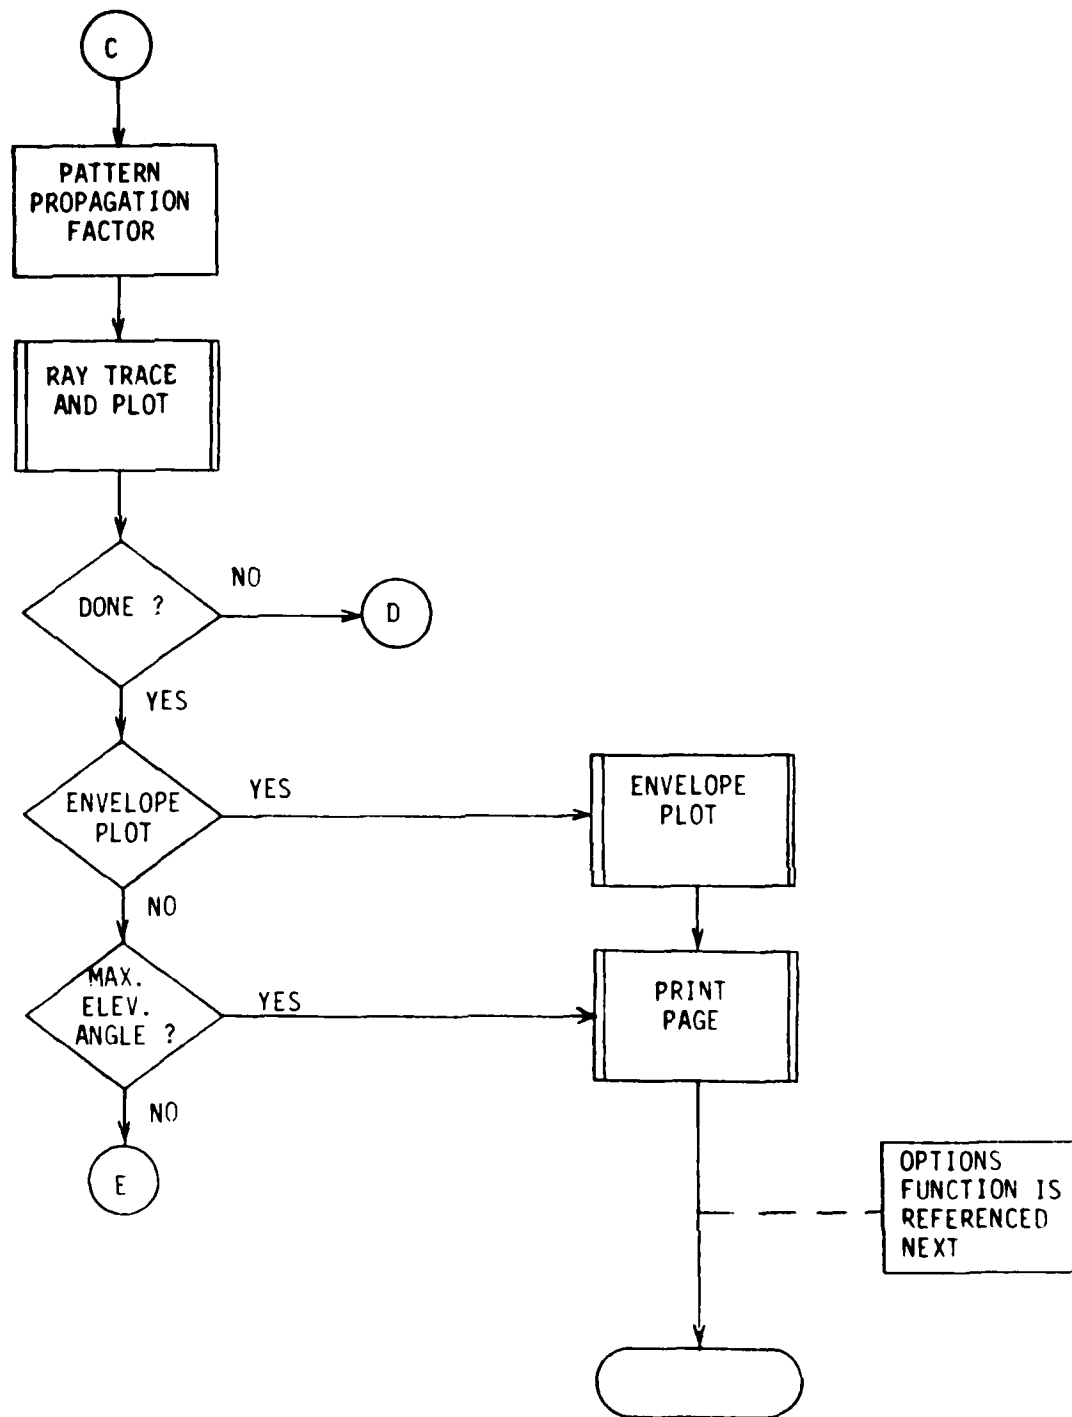 C
PATTERN
PROPAGATION
FACTOR
RAY TRACE
AND PLOT
DONE ?
NO
D
YES
ENVELOPE
PLOT
YES
ENVELOPE
PLOT
NO
MAX.
ELEV.
ANGLE ?
YES
PRINT
PAGE
NO
E
OPTIONS
FUNCTION IS
REFERENCED
NEXT